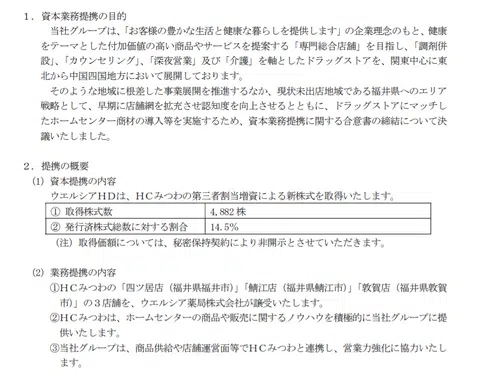 １．資本業務提携の目的
当社グループは、「お客様の豊かな生活と健康な暮らしを提供します」の企業理念のもと、健康
をテーマとした付加価値の高い商品やサービスを提案する「専門総合店舗」を目指し、「調剤併
設」、「カウンセリング」、「深夜営業」及び「介護」を軸としたドラッグストアを、関東中心に東
北から中国四国地方において展開しております。
そのような地域に根差した事業展開を推進するなか、現状未出店地域である福井県へのエリア
戦略として、早期に店舗網を拡充させ認知度を向上させるとともに、ドラッグストアにマッチし
たホームセンター商材の導入等を実施するため、資本業務提携に関する合意書の締結について決
議いたしました。
２．提携の概要
（1）資本提携の内容
ウエルシアＨＤは、ＨＣみつわの第三者割当増資による新株式を取得いたします。
① 取得株式数 4,882 株
② 発行済株式総数に対する割合 14.5％
（注）取得価額については、秘密保持契約により非開示とさせていただきます。
（2）業務提携の内容
①ＨＣみつわの「四ツ居店（福井県福井市）」「鯖江店（福井県鯖江市）」「敦賀店（福井県敦賀
市）」の３店舗を、ウエルシア薬局株式会社が譲受いたします。
②ＨＣみつわは、ホームセンターの商品や販売に関するノウハウを積極的に当社グループに提
供いたします。
③当社グループは、商品供給や店舗運営面等でＨＣみつわと連携し、営業力強化に協力いたし
ます。